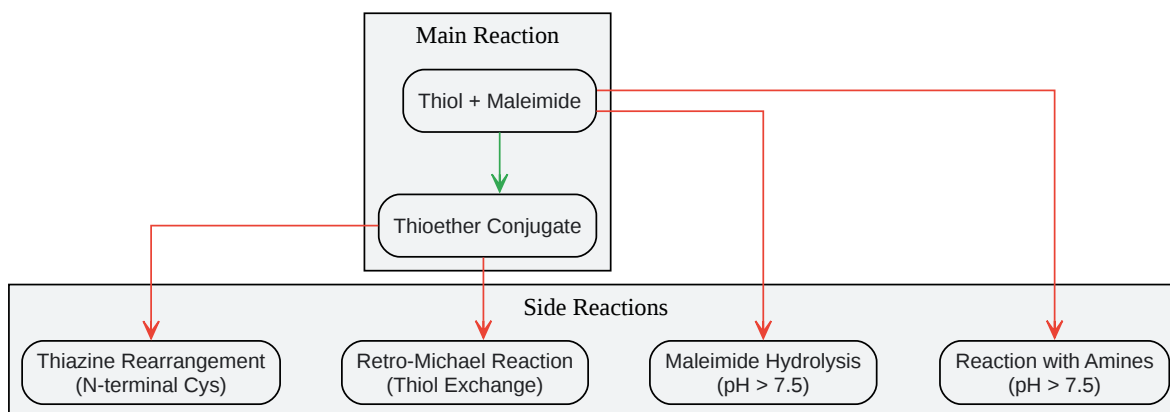 Main Reaction
Thiol + Maleimide
Thioether Conjugate
Side Reactions
Thiazine Rearrangement
(N-terminal Cys)
Retro-Michael Reaction
(Thiol Exchange)
Maleimide Hydrolysis
(pH > 7.5)
Reaction with Amines
(pH > 7.5)